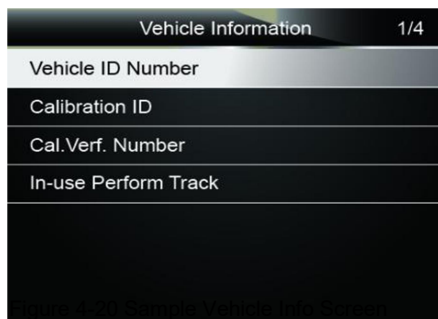 Vehicle Information 1/4
Vehicle ID Number
Calibration ID
Cal.Verf. Number
In-use Perform Track
Figure 4-20 Sample Vehicle Info Screen